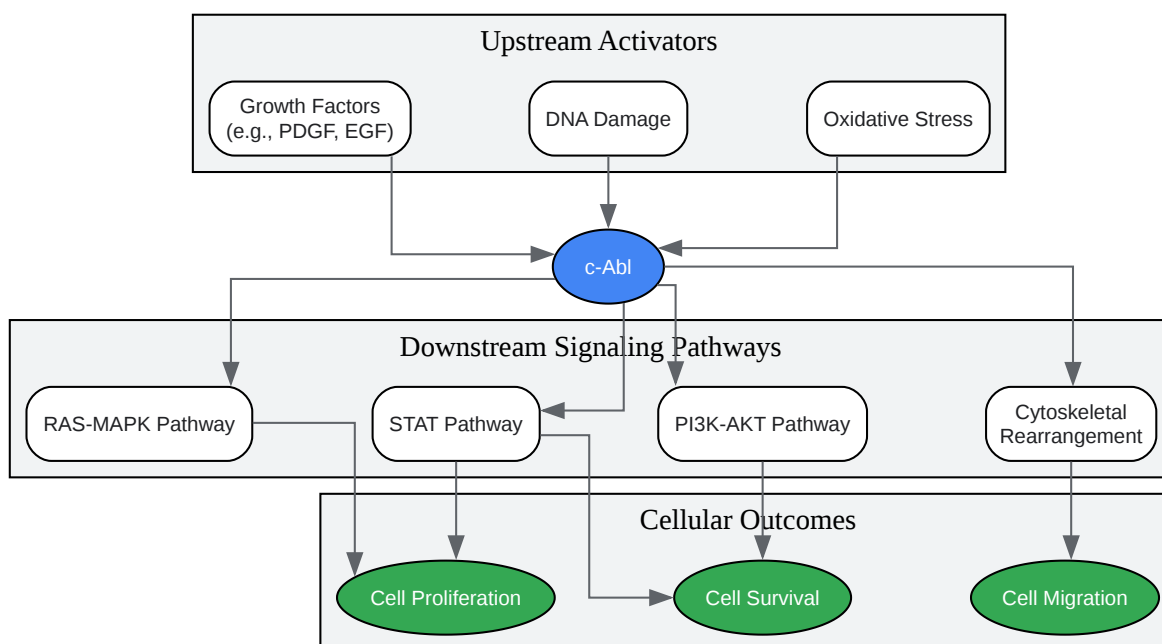 Upstream Activators
Growth Factors
(e.g., PDGF, EGF)
DNA Damage
Oxidative Stress
c-Abl
Downstream Signaling Pathways
RAS-MAPK Pathway
STAT Pathway
PI3K-AKT Pathway
Cytoskeletal
Rearrangement
Cellular Outcomes
Cell Proliferation
Cell Survival
Cell Migration